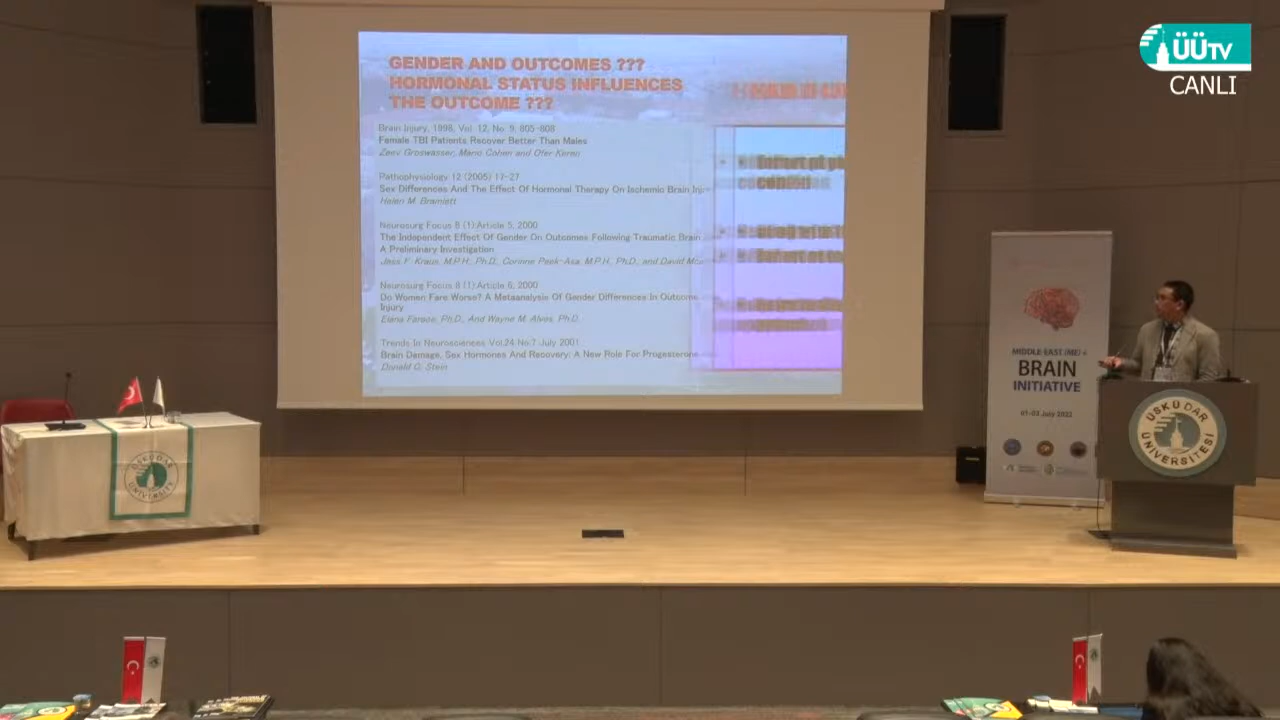 GENDER AND OUTCOMES ???
HORMONAL STATUS INFLUENCES
THE OUTCOME ???
Brain Injury, 1998, Vol. 12, No. 9, 805-808
Female TBI Patients Recover Better Than Males
Zeev Groswasser, Mario Cohen and Ofer Keren
Pathophysiology 12 (2005) 17-27
Sex Differences And The Effect Of Hormonal Therapy On Ischemic Brain
Helen M. Bramlett
Neurosurg Focus 8 (1):Article 5, 2000
The Independent Effect Of Gender On Outcomes Following Traumatic Brain
A Preliminary Investigation
Jess F. Kraus, M.P.H., Ph.D., Corinne Peek-Asa, M.P.H., Ph.D., and David
Neurosurg Focus 8 (1):Article 6, 2000
Do Women Fare Worse? A Metaanalysis Of Gender Differences In Outcome
Injury
Elana Farace, Ph.D., And Wayne M. Alves, Ph.D.
Trends In Neurosciences Vol.24 No.7 July 2001
Brain Damage, Sex Hormones And Recovery: A New Role For Progesterone
Donald G. Stein
ÜÜTV
CANLI
MIDDLE-EAST (ME) 4
BRAIN
INITIATIVE
01-03 July 2022
ÜSKÜDAR
ÜNİVERSİTESİ
ÜSKÜDAR
UNIVERSITY